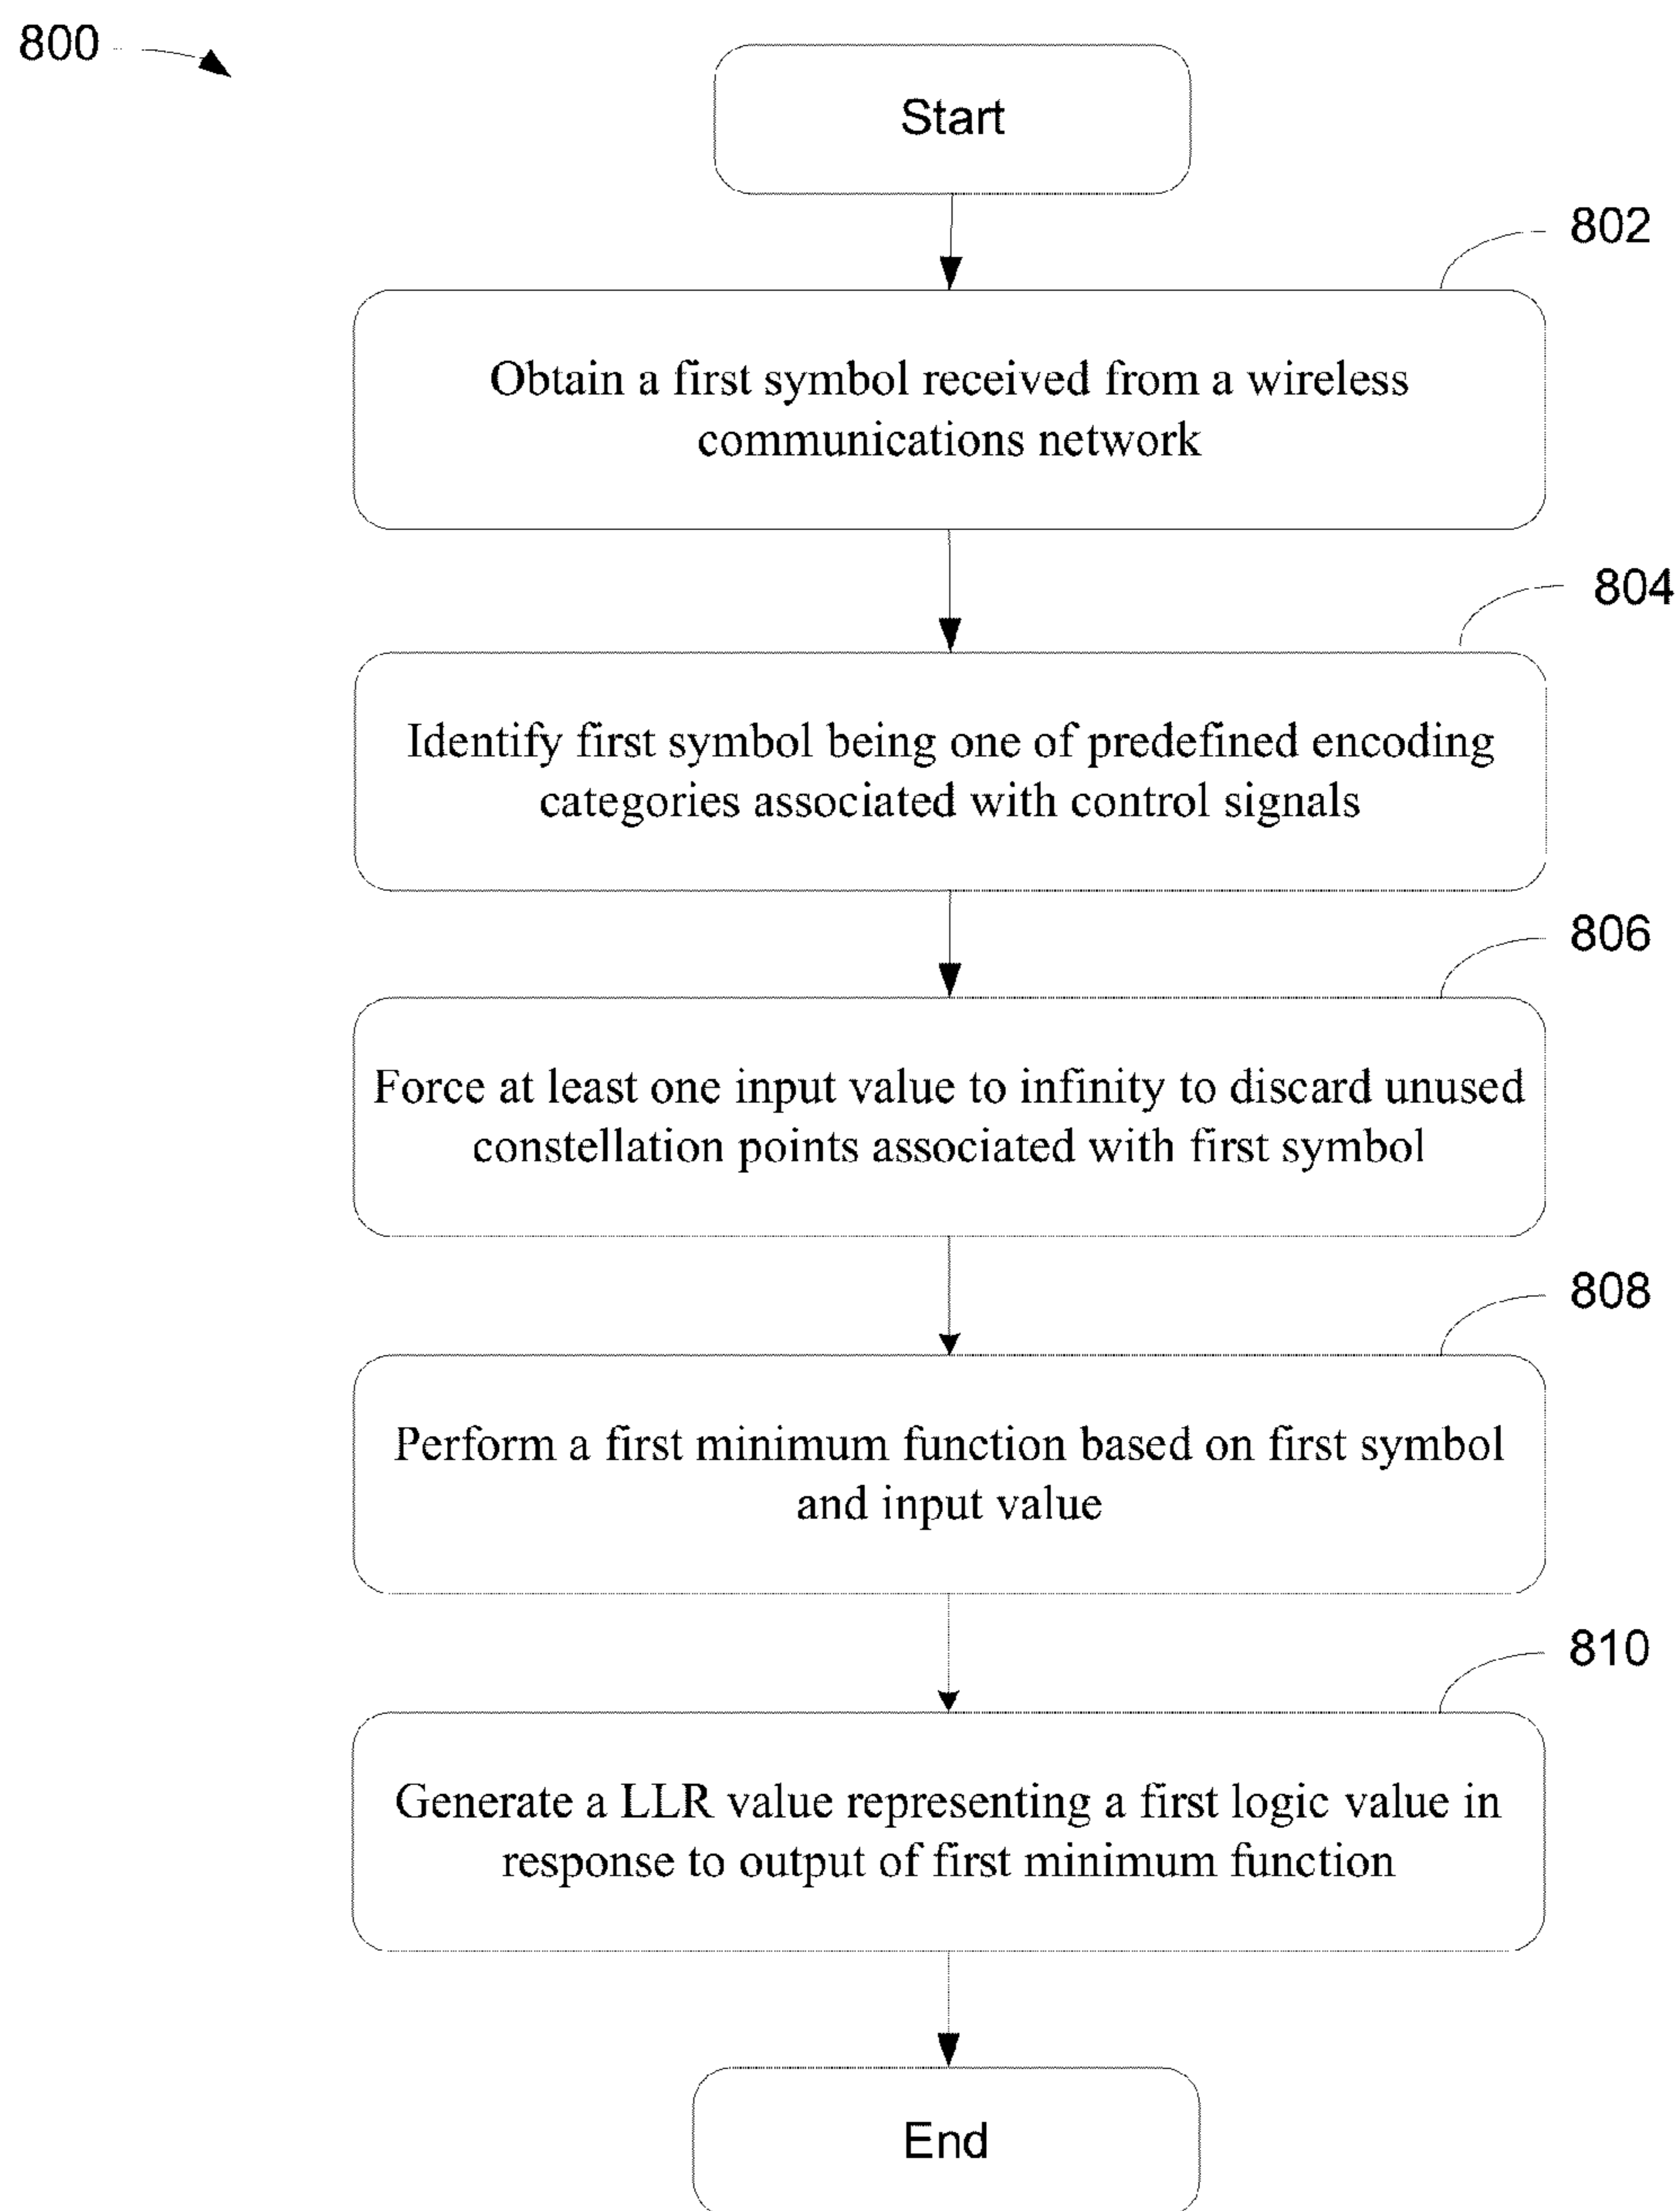 800
Start
802
Obtain a first symbol received from a wireless
communications network
804
Identify first symbol being one of predefined encoding
categories associated with control signals
806
Force at least one input value to infinity to discard unused
constellation points associated with first symbol
808
Perform a first minimum function based on first symbol
and input value
810
Generate a LLR value representing a first logic value in
response to output of first minimum function
End